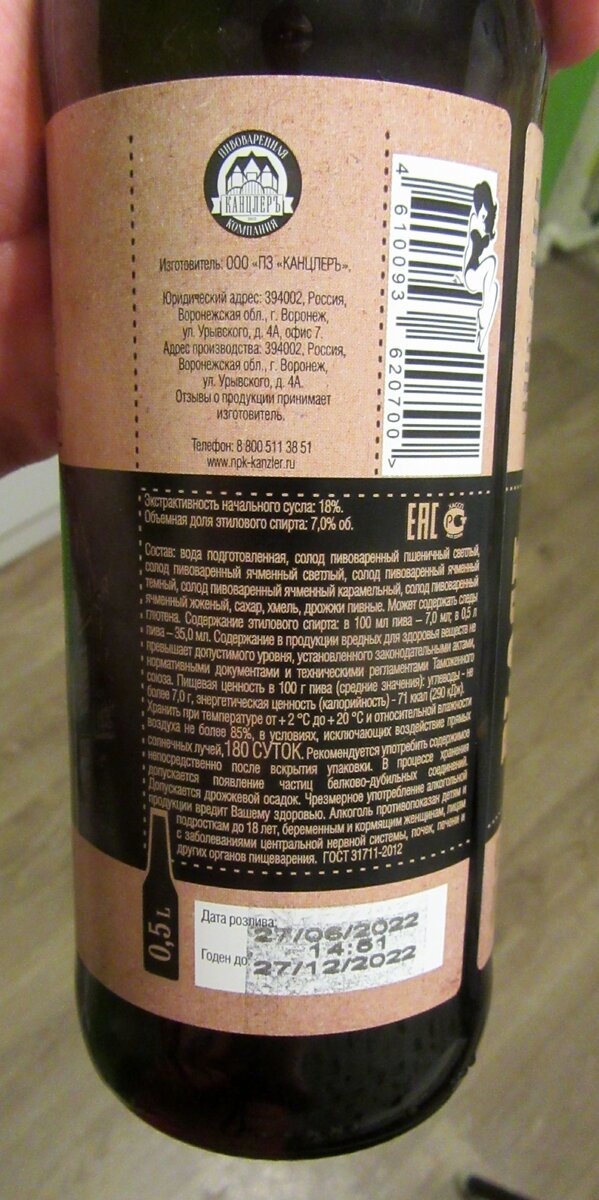 ПИВОВАРЕННАЯ
КАНЦЛЕРЪ
КОМПАНИЯ
Изготовитель: ООО «ПЗ «КАНЦЛЕРЪ».
Юридический адрес: 394002, Россия,
Воронежская обл., г. Воронеж,
ул. Урывского, д. 4А, офис 7.
Адрес производства: 394002, Россия,
Воронежская обл., г. Воронеж,
ул. Урывского, д. 4А.
Отзывы о продукции принимает
изготовитель.
Телефон: 8 800 511 38 51
www.npk-kanzler.ru
4 610093 620700 >
Экстрактивность начального сусла: 18%.
Объемная доля этилового спирта: 7,0% об.
EAC
Состав: вода подготовленная, солод пивоваренный пшеничный светлый,
солод пивоваренный ячменный светлый, солод пивоваренный ячменный
темный, солод пивоваренный ячменный карамельный, солод пивоваренный
ячменный жженый, сахар, хмель, дрожжи пивные. Может содержать следы
глютена. Содержание этилового спирта: в 100 мл пива – 7,0 мл; в 0,5 л
пива – 35,0 мл. Содержание в продукции вредных для здоровья веществ не
превышает допустимого уровня, установленного законодательными актами,
нормативными документами и техническими регламентами Таможенного
союза. Пищевая ценность в 100 г пива (средние значения): углеводы - не
более 7,0 г, энергетическая ценность (калорийность) - 71 ккал (290 кДж).
Хранить при температуре от + 2 °С до + 20 °С и относительной влажности
воздуха не более 85%, в условиях, исключающих воздействие прямых
солнечных лучей, 180 СУТОК. Рекомендуется употребить содержимое
непосредственно после вскрытия упаковки. В процессе хранения
допускается появление частиц белково-дубильных соединений.
Допускается дрожжевой осадок. Чрезмерное употребление алкогольной
продукции вредит Вашему здоровью. Алкоголь противопоказан детям и
подросткам до 18 лет, беременным и кормящим женщинам, лицам
с заболеваниями центральной нервной системы, почек, печени и
других органов пищеварения. ГОСТ 31711-2012
0,5 L
Дата розлива: 27/06/2022
14:51
Годен до: 27/12/2022